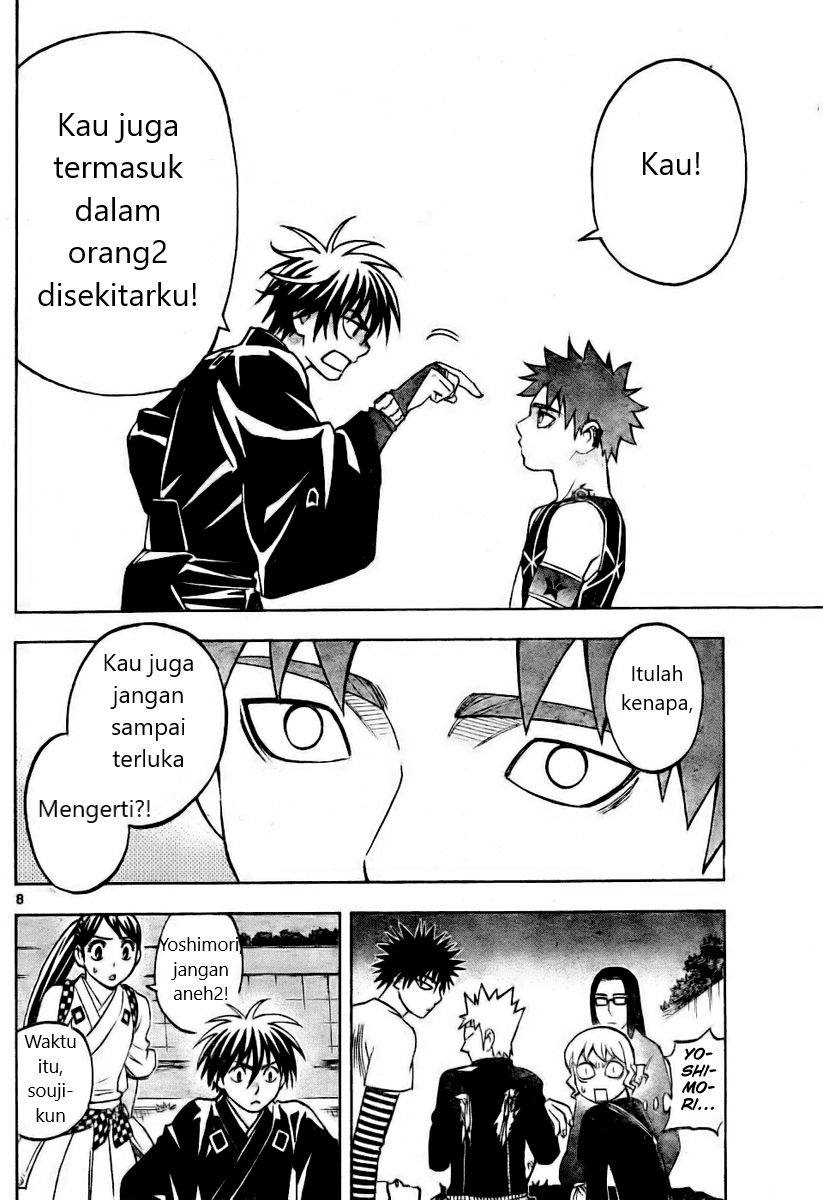 Kau!
Kau juga
termasuk
dalam
orang2
disekitarku!
Itulah
kenapa,
Kau juga
jangan
sampai
terluka
Mengerti?!
8
YO-
SHI-
MO-
RI...
Yoshimori
jangan
aneh2!
Waktu
itu,
souji-
kun